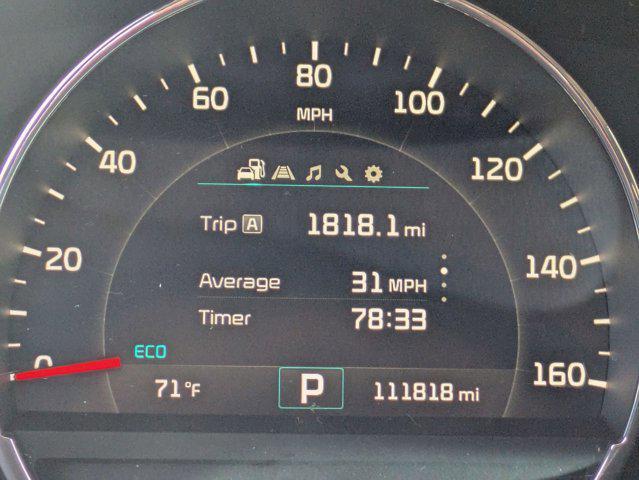 80
60
100
MPH
40
120
Trip A 1818.1 mi
20
140
Average 31 MPH
Timer 78:33
ECO
0
160
71°F
P
111818 mi